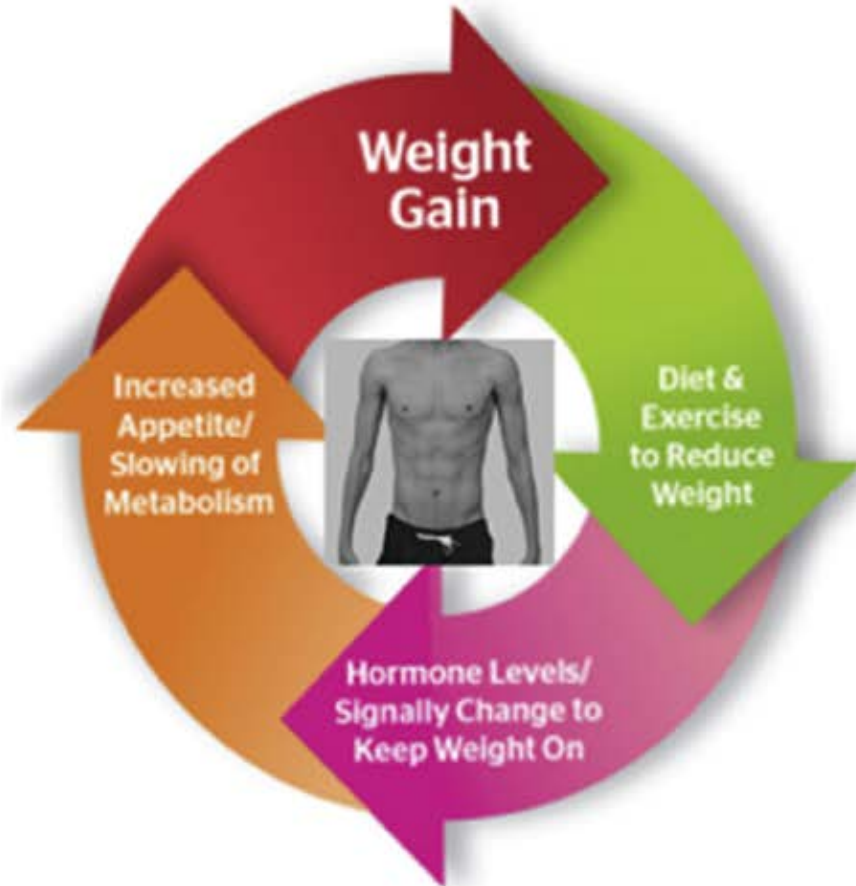 Weight
Gain
Diet &
Exercise
to Reduce
Weight
Hormone Levels/
Signally Change to
Keep Weight On
Increased
Appetite/
Slowing of
Metabolism